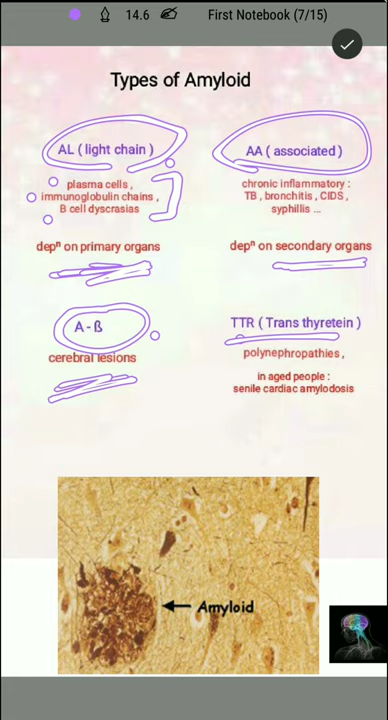 14.6
First Notebook (7/15)
Types of Amyloid
AL ( light chain )
plasma cells ,
immunoglobulin chains ,
B cell dyscrasias
depⁿ on primary organs
AA ( associated )
chronic inflammatory :
TB , bronchitis , CIDS ,
syphillis ...
depⁿ on secondary organs
A - ß
cerebral lesions
TTR ( Trans thyretein )
polynephropathies ,
in aged people :
senile cardiac amylodosis
Amyloid